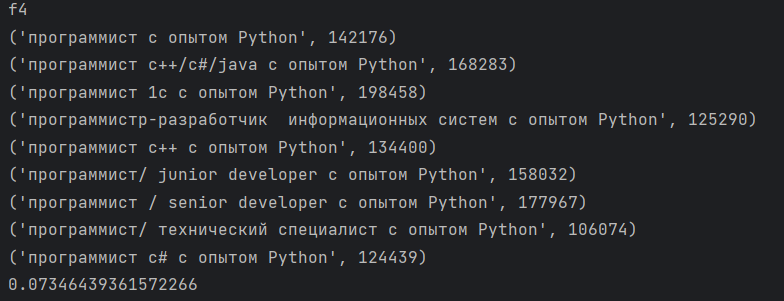 f4
('программист с опытом Python', 142176)
('программист c++/c#/java с опытом Python', 168283)
('программист 1с с опытом Python', 198458)
('программистр-разработчик  информационных систем с опытом Python', 125290)
('программист c++ с опытом Python', 134400)
('программист/ junior developer с опытом Python', 158032)
('программист / senior developer с опытом Python', 177967)
('программист/ технический специалист с опытом Python', 106074)
('программист c# с опытом Python', 124439)
0.07346439361572266